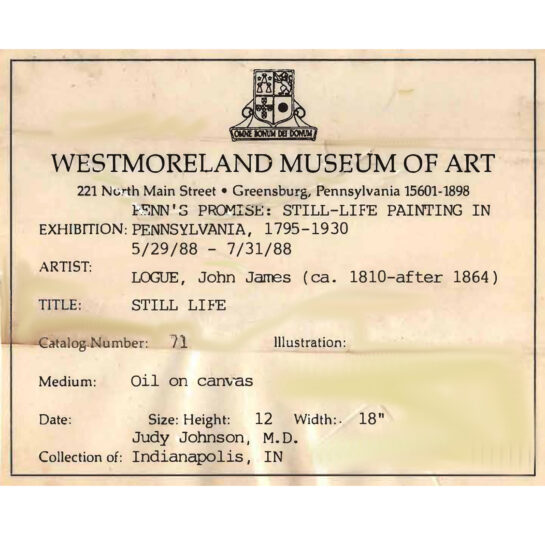 OMNE BONUM DEI DONUM
WESTMORELAND MUSEUM OF ART
221 North Main Street • Greensburg, Pennsylvania 15601-1898
PENN'S PROMISE: STILL-LIFE PAINTING IN
EXHIBITION: PENNSYLVANIA, 1795-1930
5/29/88 - 7/31/88
ARTIST:
LOGUE, John James (ca. 1810-after 1864)
TITLE: STILL LIFE
Catalog Number: 71 Illustration:
Medium: Oil on canvas
Date: Size: Height: 12 Width: 18"
Judy Johnson, M.D.
Collection of: Indianapolis, IN